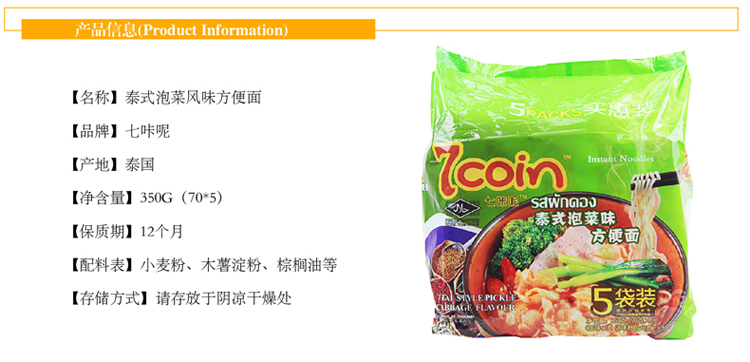 产品信息(Product Information)
【名称】泰式泡菜风味方便面
【品牌】七咔呢
【产地】泰国
【净含量】350G（70*5）
【保质期】12个月
【配料表】小麦粉、木薯淀粉、棕榈油等
【存储方式】请存放于阴凉干燥处
5PACKS实惠装
7coin™
Instant Noodles
七咔呢™
รสผักดอง
泰式泡菜味
方便面
THAI STYLE PICKLE
CABBAGE FLAVOUR
5袋装